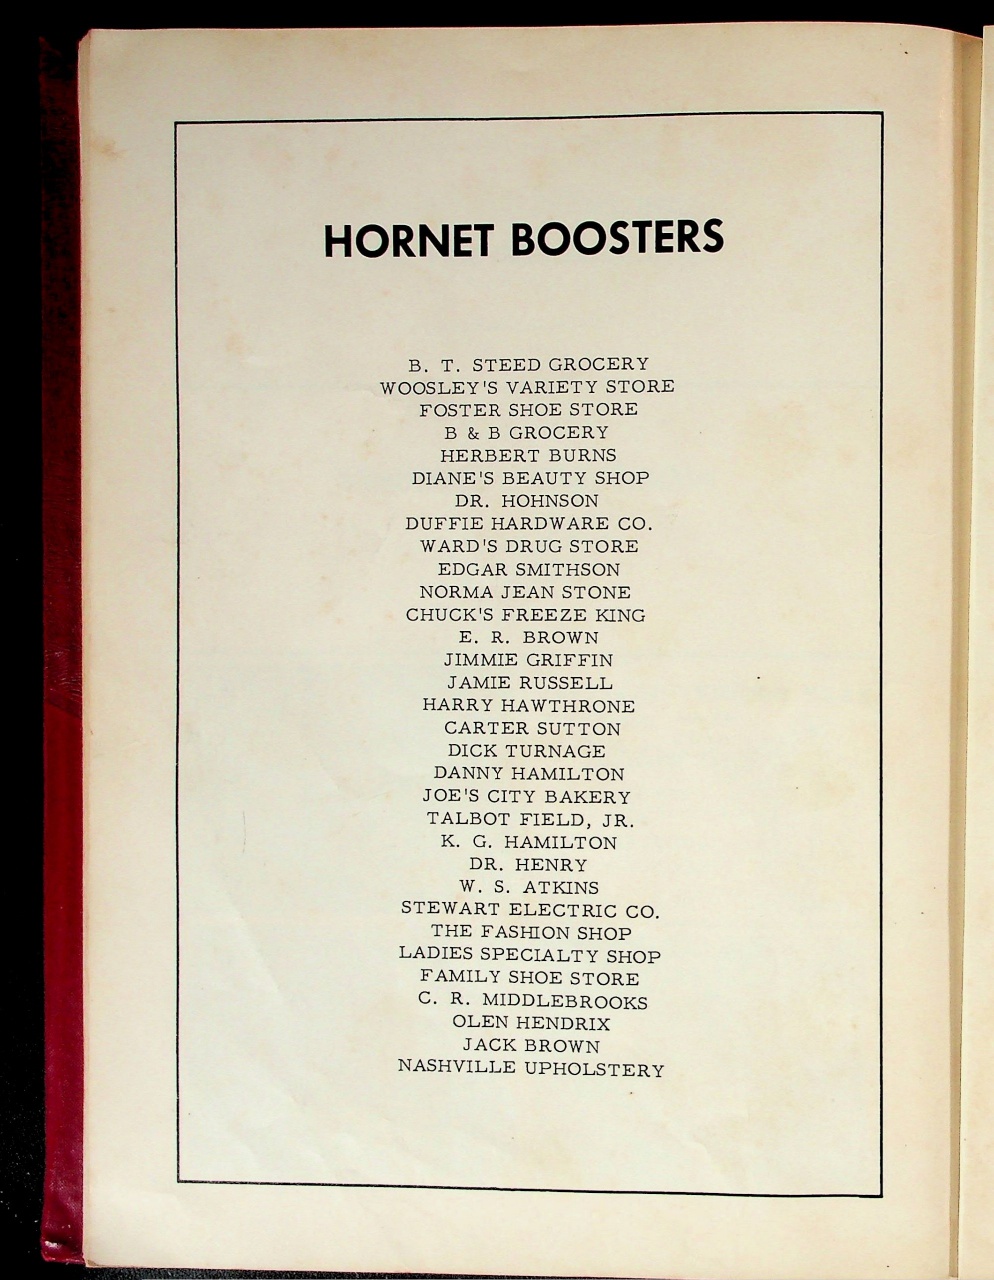 HORNET BOOSTERS
B. T. STEED GROCERY
WOOSLEY'S VARIETY STORE
FOSTER SHOE STORE
B & B GROCERY
HERBERT BURNS
DIANE'S BEAUTY SHOP
DR. HOHNSON
DUFFIE HARDWARE CO.
WARD'S DRUG STORE
EDGAR SMITHSON
NORMA JEAN STONE
CHUCK'S FREEZE KING
E. R. BROWN
JIMMIE GRIFFIN
JAMIE RUSSELL
HARRY HAWTHRONE
CARTER SUTTON
DICK TURNAGE
DANNY HAMILTON
JOE'S CITY BAKERY
TALBOT FIELD, JR.
K. G. HAMILTON
DR. HENRY
W. S. ATKINS
STEWART ELECTRIC CO.
THE FASHION SHOP
LADIES SPECIALTY SHOP
FAMILY SHOE STORE
C. R. MIDDLEBROOKS
OLEN HENDRIX
JACK BROWN
NASHVILLE UPHOLSTERY